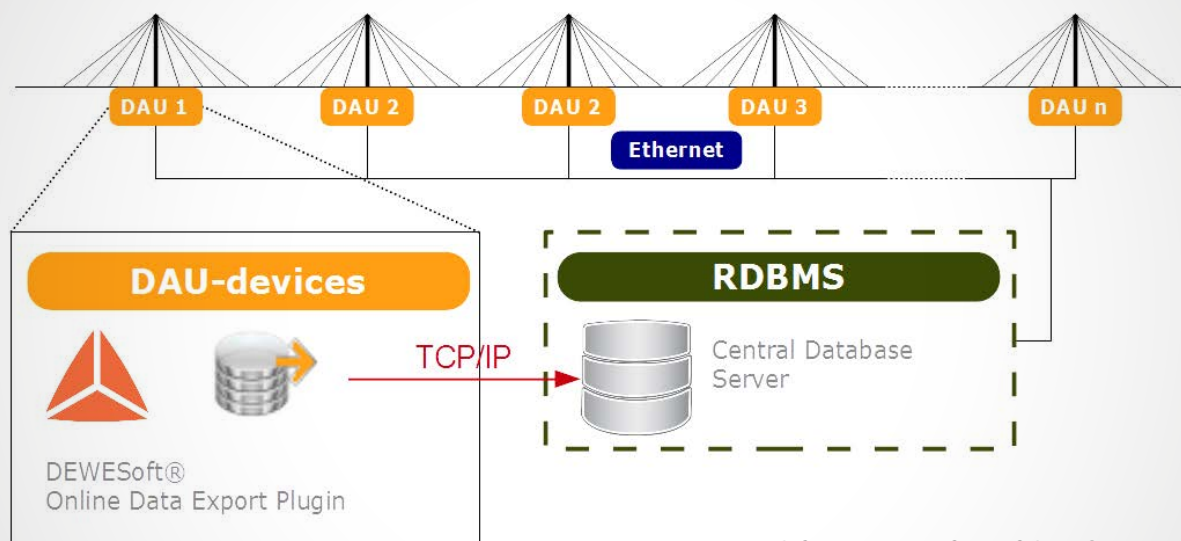 DAU 1
DAU 2
DAU 2
DAU 3
DAU n
Ethernet
DAU-devices
RDBMS
TCP/IP
Central Database
Server
DEWESoft®
Online Data Export Plugin